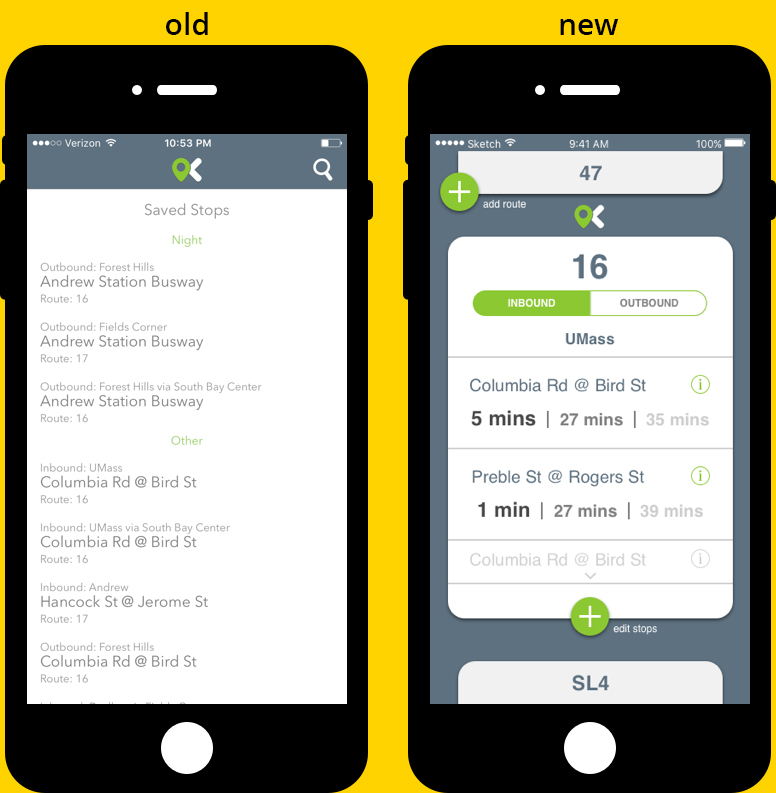 old
Verizon 10:53 PM
Saved Stops
Night
Outbound: Forest Hills
Andrew Station Busway
Route: 16
Outbound: Fields Corner
Andrew Station Busway
Route: 17
Outbound: Forest Hills via South Bay Center
Andrew Station Busway
Route: 16
Other
Inbound: UMass
Columbia Rd @ Bird St
Route: 16
Inbound: UMass via South Bay Center
Columbia Rd @ Bird St
Route: 16
Inbound: Andrew
Hancock St @ Jerome St
Route: 17
Outbound: Forest Hills
Columbia Rd @ Bird St
Route: 16
new
Sketch 9:41 AM 100%
47
add route
16
INBOUND OUTBOUND
UMass
Columbia Rd @ Bird St
5 mins | 27 mins | 35 mins
Preble St @ Rogers St
1 min | 27 mins | 39 mins
Columbia Rd @ Bird St
edit stops
SL4